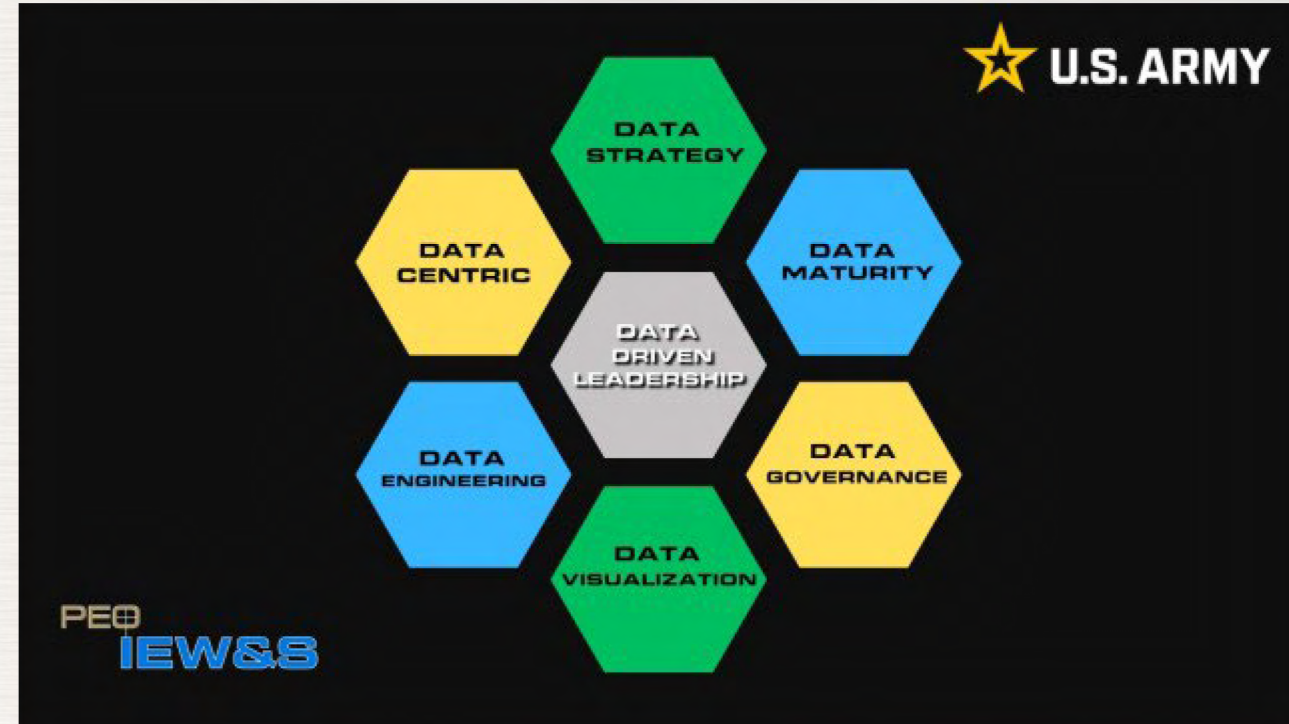 U.S. ARMY
DATA
STRATEGY
DATA
CENTRIC
DATA
MATURITY
DATA
DRIVEN
LEADERSHIP
DATA
ENGINEERING
DATA
GOVERNANCE
DATA
VISUALIZATION
PEO
IEW&S